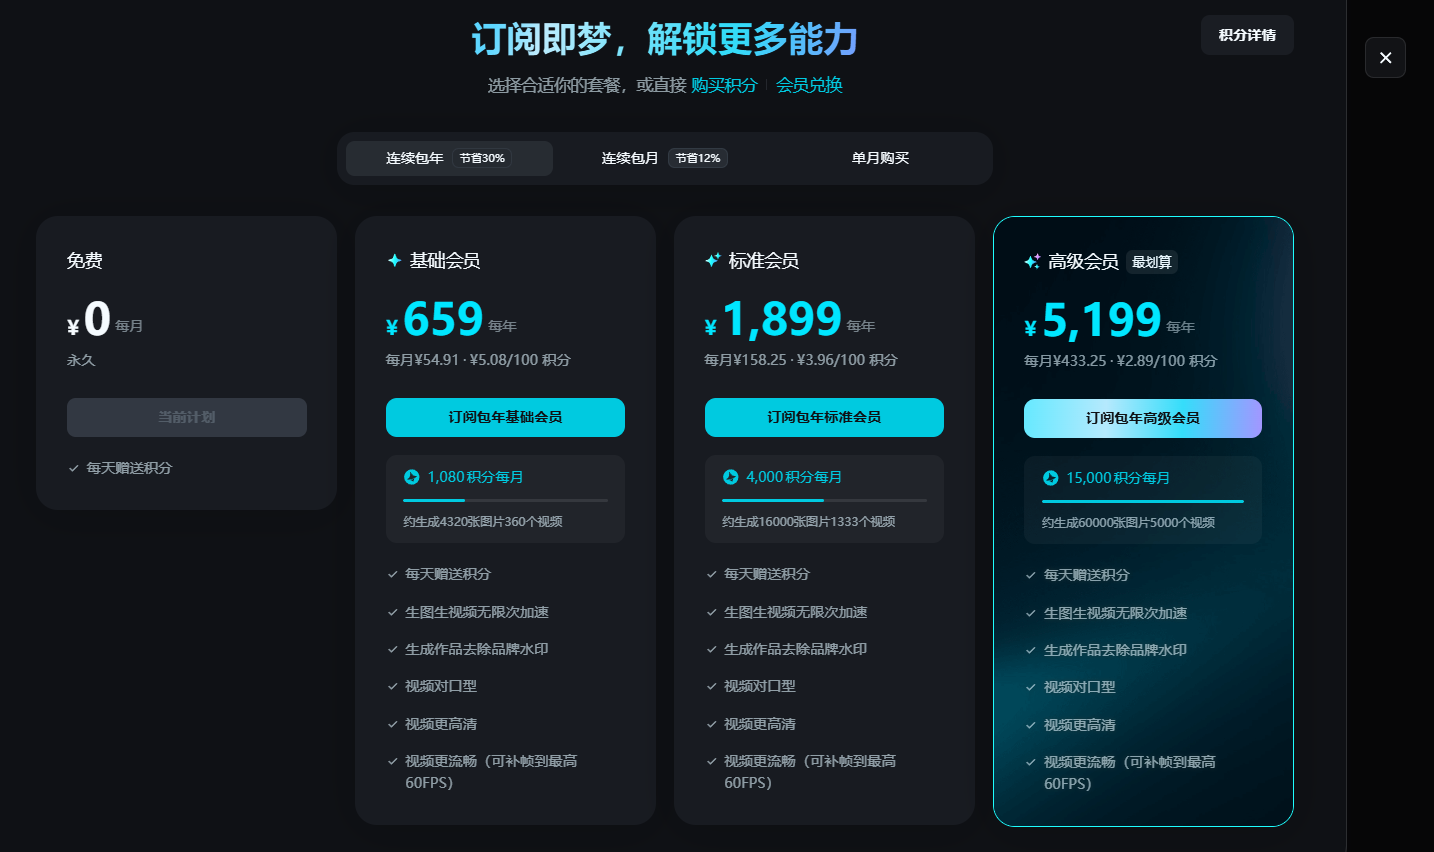 订阅即梦，解锁更多能力
积分详情
选择合适你的套餐，或直接 购买积分 会员兑换
连续包年 节省30% 连续包月 节省12% 单月购买
免费
¥0 每月
永久
当前计划
每天赠送积分
基础会员
¥659 每年
每月¥54.91 · ¥5.08/100 积分
订阅包年基础会员
1,080积分每月
约生成4320张图片360个视频
每天赠送积分
生图生视频无限次加速
生成作品去除品牌水印
视频对口型
视频更高清
视频更流畅（可补帧到最高
60FPS）
标准会员
¥1,899 每年
每月¥158.25 · ¥3.96/100 积分
订阅包年标准会员
4,000积分每月
约生成16000张图片1333个视频
每天赠送积分
生图生视频无限次加速
生成作品去除品牌水印
视频对口型
视频更高清
视频更流畅（可补帧到最高
60FPS）
高级会员 最划算
¥5,199 每年
每月¥433.25 · ¥2.89/100 积分
订阅包年高级会员
15,000积分每月
约生成60000张图片5000个视频
每天赠送积分
生图生视频无限次加速
生成作品去除品牌水印
视频对口型
视频更高清
视频更流畅（可补帧到最高
60FPS）